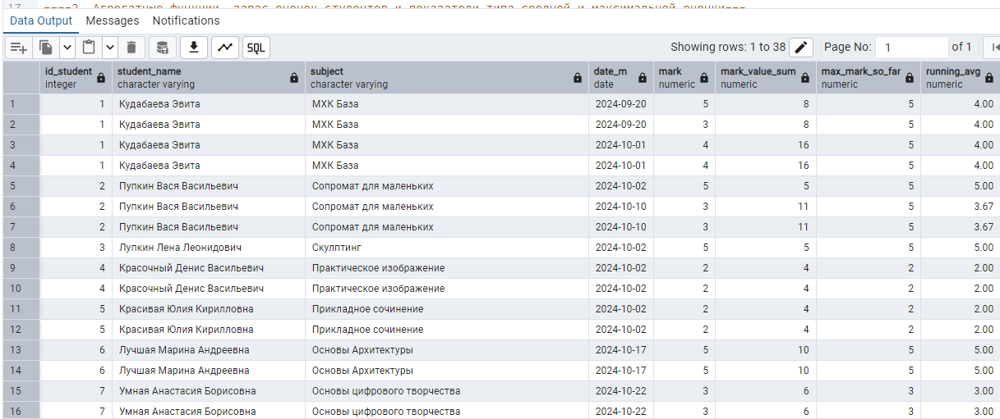 Data Output Messages Notifications
SQL Showing rows: 1 to 38 Page No: 1 of 1
id_student student_name subject date_m mark mark_value_sum max_mark_so_far running_avg
integer character varying character varying date numeric numeric numeric numeric
1 1 Кудабаева Эвита МХК База 2024-09-20 5 8 5 4.00
2 1 Кудабаева Эвита МХК База 2024-09-20 3 8 5 4.00
3 1 Кудабаева Эвита МХК База 2024-10-01 4 16 5 4.00
4 1 Кудабаева Эвита МХК База 2024-10-01 4 16 5 4.00
5 2 Пупкин Вася Васильевич Сопромат для маленьких 2024-10-02 5 5 5 5.00
6 2 Пупкин Вася Васильевич Сопромат для маленьких 2024-10-10 3 11 5 3.67
7 2 Пупкин Вася Васильевич Сопромат для маленьких 2024-10-10 3 11 5 3.67
8 3 Лупкин Лена Леонидович Скулптинг 2024-10-02 5 5 5 5.00
9 4 Красочный Денис Васильевич Практическое изображение 2024-10-02 2 4 2 2.00
10 4 Красочный Денис Васильевич Практическое изображение 2024-10-02 2 4 2 2.00
11 5 Красивая Юлия Кирилловна Прикладное сочинение 2024-10-02 2 4 2 2.00
12 5 Красивая Юлия Кирилловна Прикладное сочинение 2024-10-02 2 4 2 2.00
13 6 Лучшая Марина Андреевна Основы Архитектуры 2024-10-17 5 10 5 5.00
14 6 Лучшая Марина Андреевна Основы Архитектуры 2024-10-17 5 10 5 5.00
15 7 Умная Анастасия Борисовна Основы цифрового творчества 2024-10-22 3 6 3 3.00
16 7 Умная Анастасия Борисовна Основы цифрового творчества 2024-10-22 3 6 3 3.00